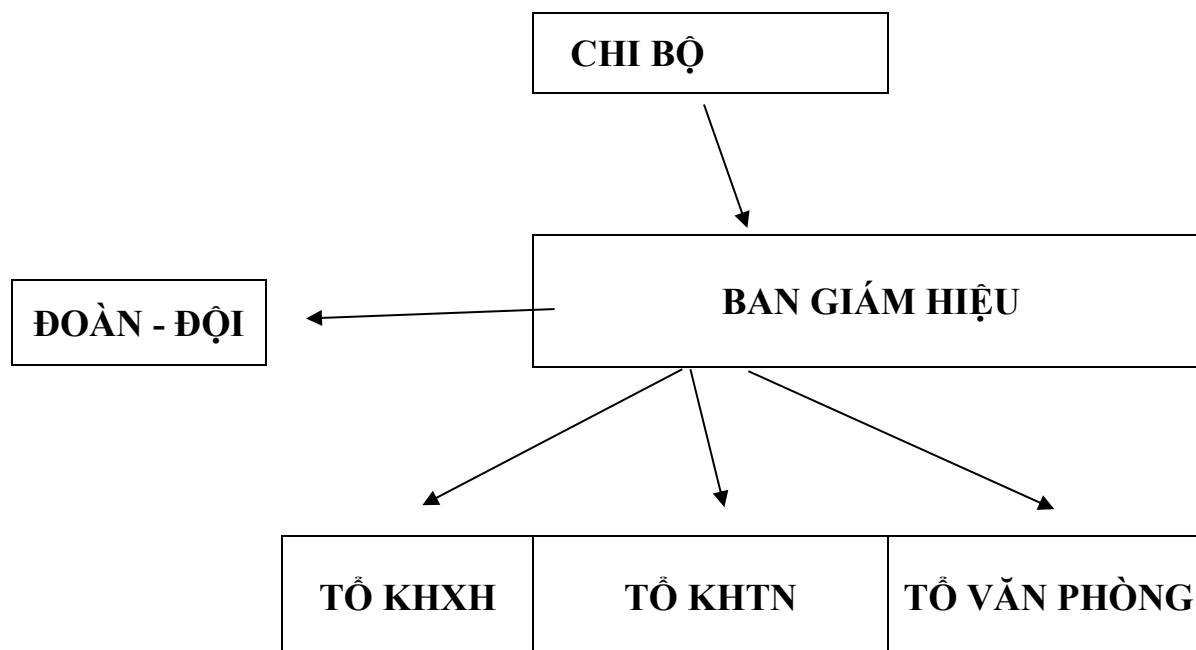 CHI BỘ
BAN GIÁM HIỆU
ĐOÀN - ĐỘI
TỔ KHXH
TỔ KHTN
TỔ VĂN PHÒNG